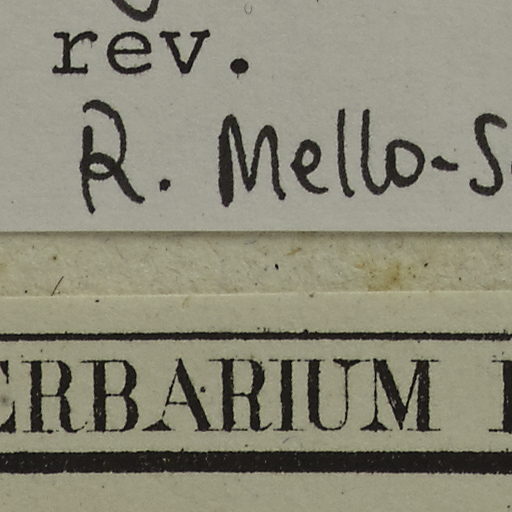 rev.
R. Mello-S
ERBARIUM